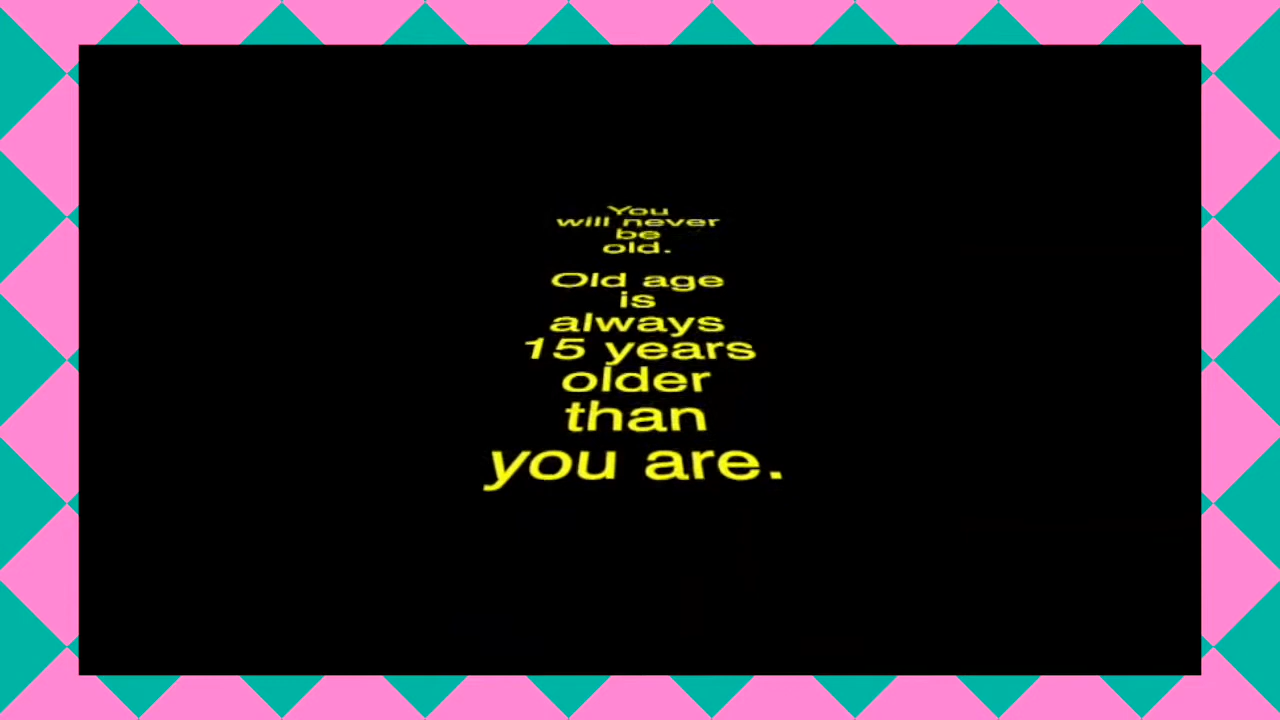 You
will never
be
old.
Old age
is
always
15 years
older
than
you are.